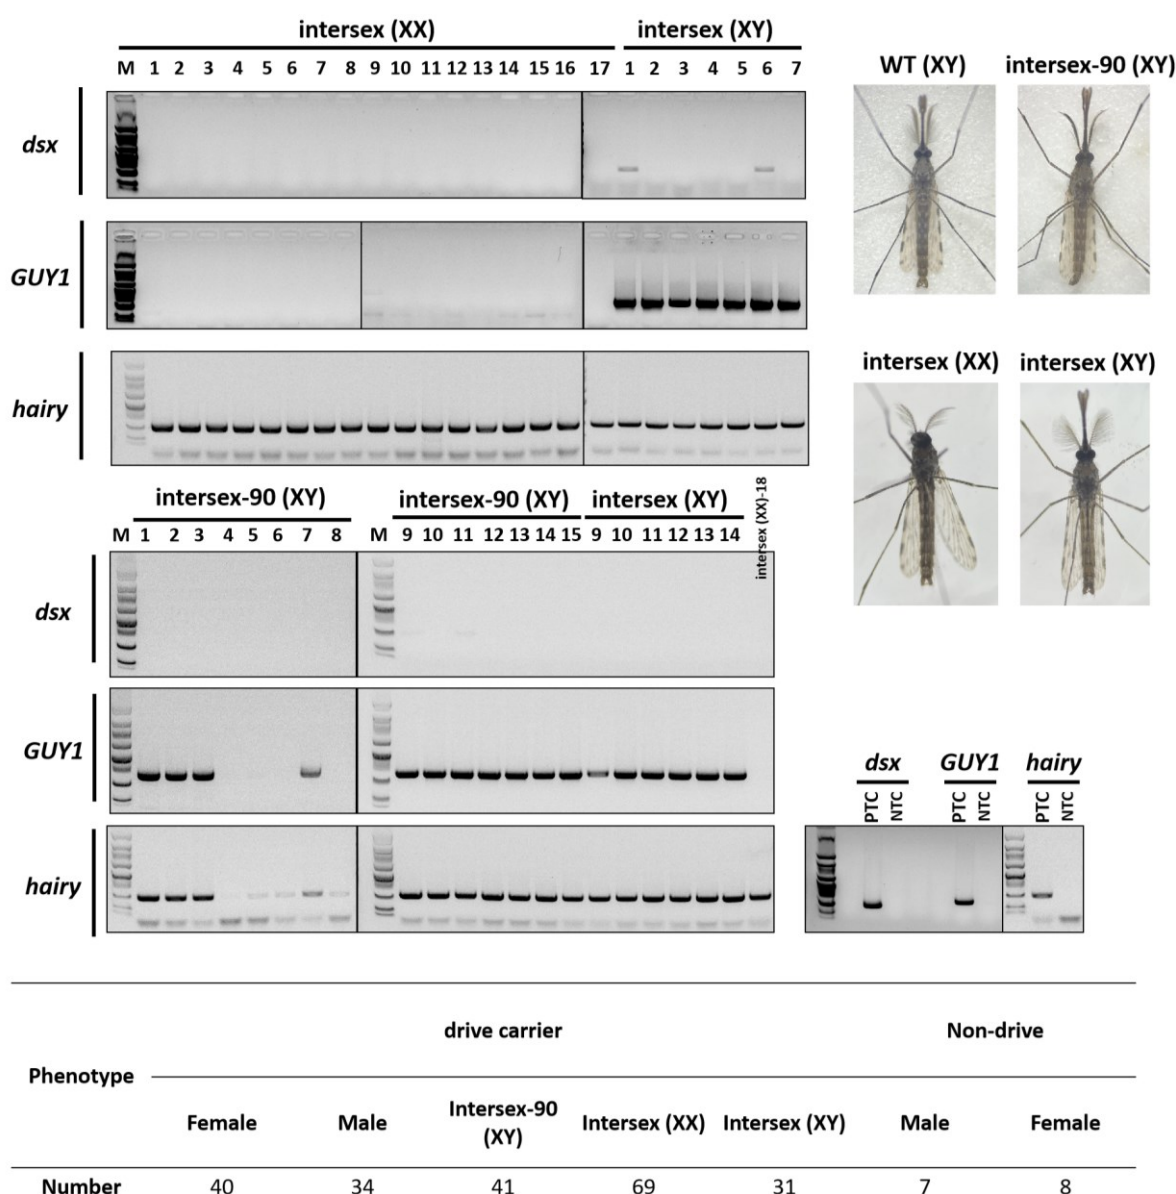 intersex (XX) intersex (XY)
M 1 2 3 4 5 6 7 8 9 10 11 12 13 14 15 16 17 1 2 3 4 5 6 7
dsx
GUY1
hairy
WT (XY) intersex-90 (XY)
intersex (XX) intersex (XY)
intersex-90 (XY) intersex-90 (XY) intersex (XY)
M 1 2 3 4 5 6 7 8 M 9 10 11 12 13 14 15 9 10 11 12 13 14 intersex (XX)-18
dsx
GUY1
hairy
dsx GUY1 hairy
PTC NTC PTC NTC PTC NTC
drive carrier Non-drive
Phenotype
Female Male Intersex-90 (XY) Intersex (XX) Intersex (XY) Male Female
Number 40 34 41 69 31 7 8